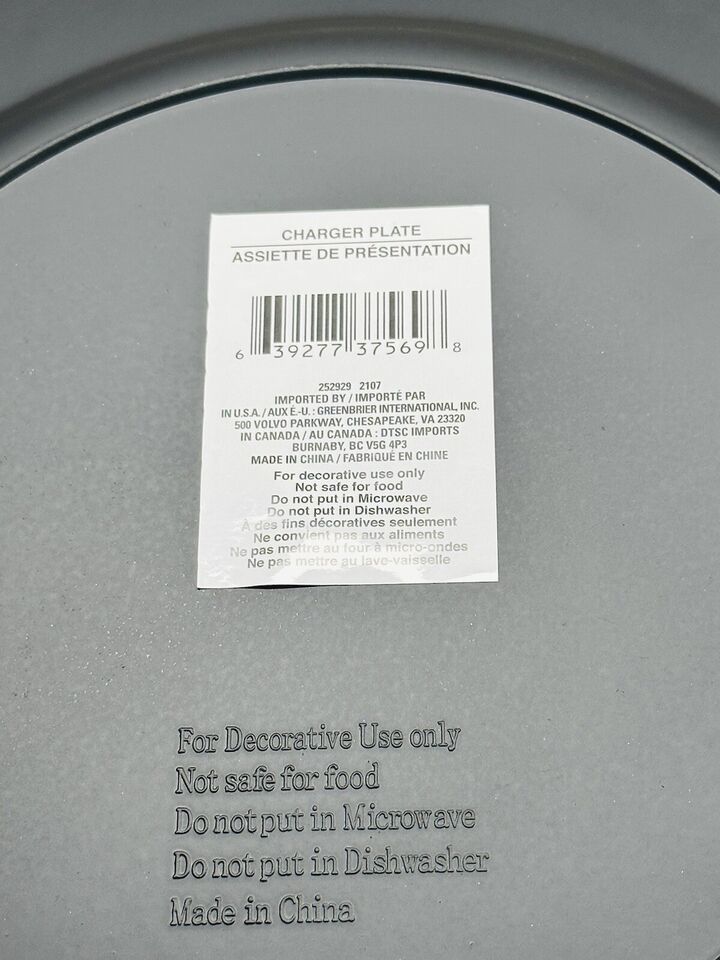 CHARGER PLATE
ASSIETTE DE PRÉSENTATION
6 39277 37569 8
252929 2107
IMPORTED BY / IMPORTÉ PAR
IN U.S.A. / AUX É.-U. : GREENBRIER INTERNATIONAL, INC.
500 VOLVO PARKWAY, CHESAPEAKE, VA 23320
IN CANADA / AU CANADA : DTSC IMPORTS
BURNABY, BC V5G 4P3
MADE IN CHINA / FABRIQUÉ EN CHINE
For decorative use only
Not safe for food
Do not put in Microwave
Do not put in Dishwasher
À des fins décoratives seulement
Ne convient pas aux aliments
Ne pas mettre au four à micro-ondes
Ne pas mettre au lave-vaisselle
For Decorative Use only
Not safe for food
Do not put in Microwave
Do not put in Dishwasher
Made in China